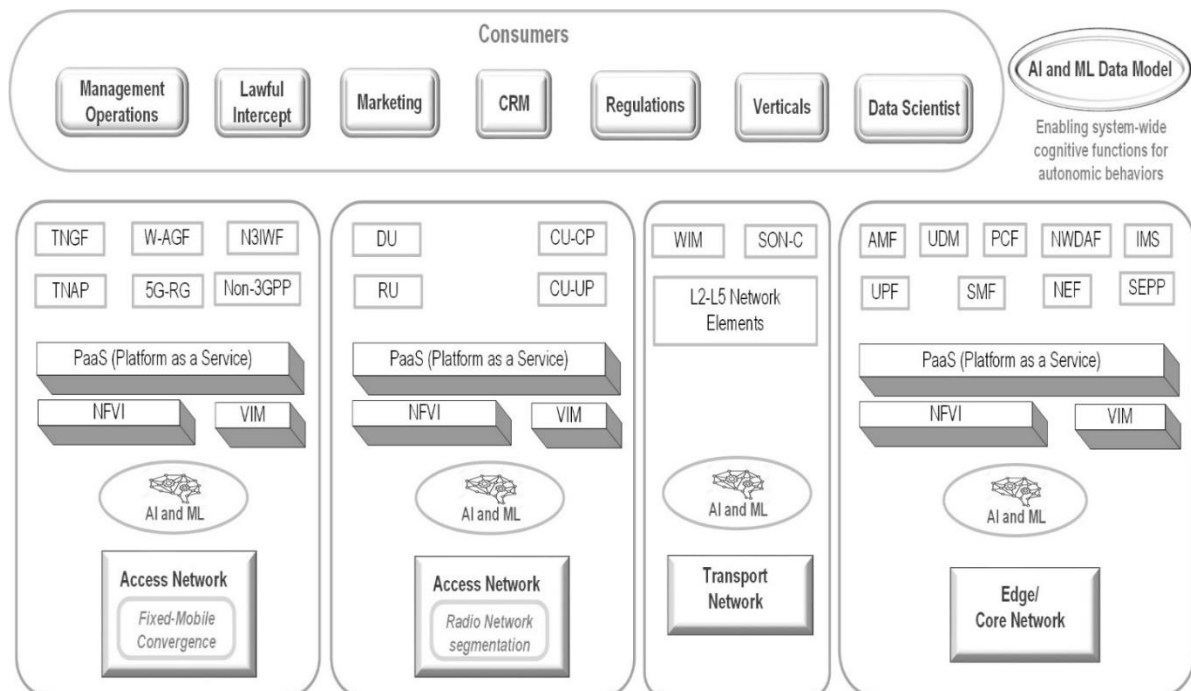 Consumers
Management
Operations
Lawful
Intercept
Marketing
CRM
Regulations
Verticals
Data Scientist
AI and ML Data Model
Enabling system-wide
cognitive functions for
autonomic behaviors
TNGF
W-AGF
N3IWF
TNAP
5G-RG
Non-3GPP
PaaS (Platform as a Service)
NFVI
VIM
AI and ML
Access Network
Fixed-Mobile
Convergence
DU
CU-CP
RU
CU-UP
PaaS (Platform as a Service)
NFVI
VIM
AI and ML
Access Network
Radio Network
segmentation
WIM
SON-C
L2-L5 Network
Elements
AI and ML
Transport
Network
AMF
UDM
PCF
NWDAF
IMS
UPF
SMF
NEF
SEPP
PaaS (Platform as a Service)
NFVI
VIM
AI and ML
Edge/
Core Network